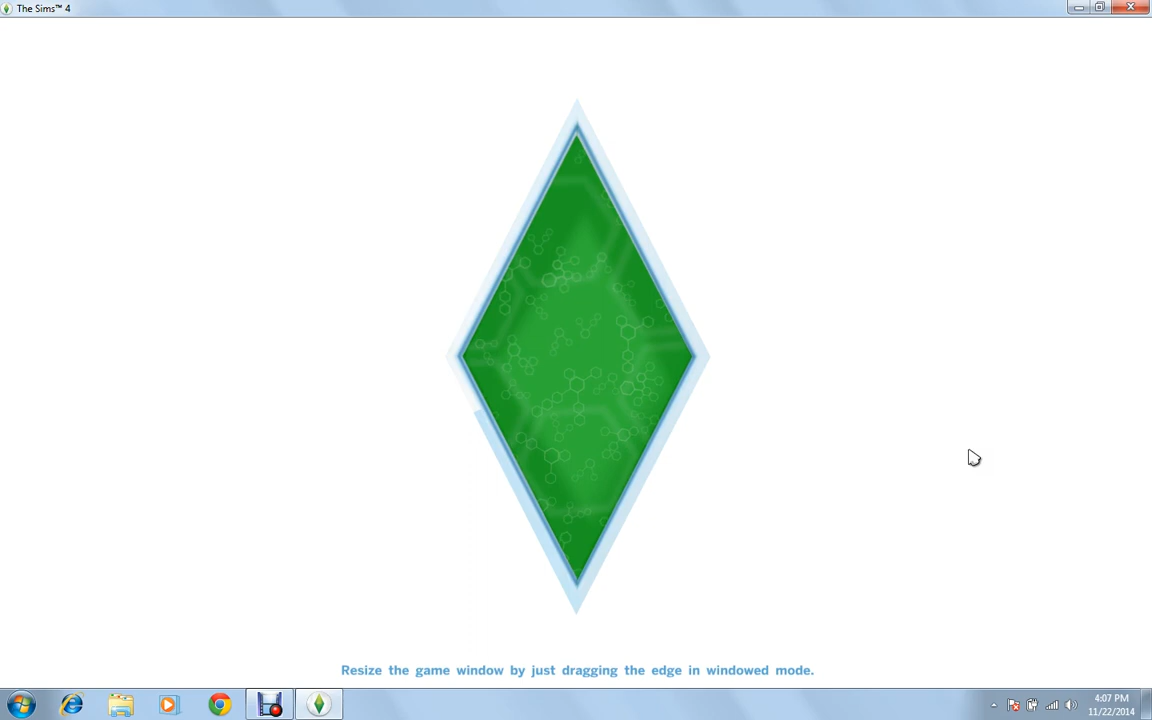 The Sims™ 4
Resize the game window by just dragging the edge in windowed mode.
4:07 PM
11/22/2014